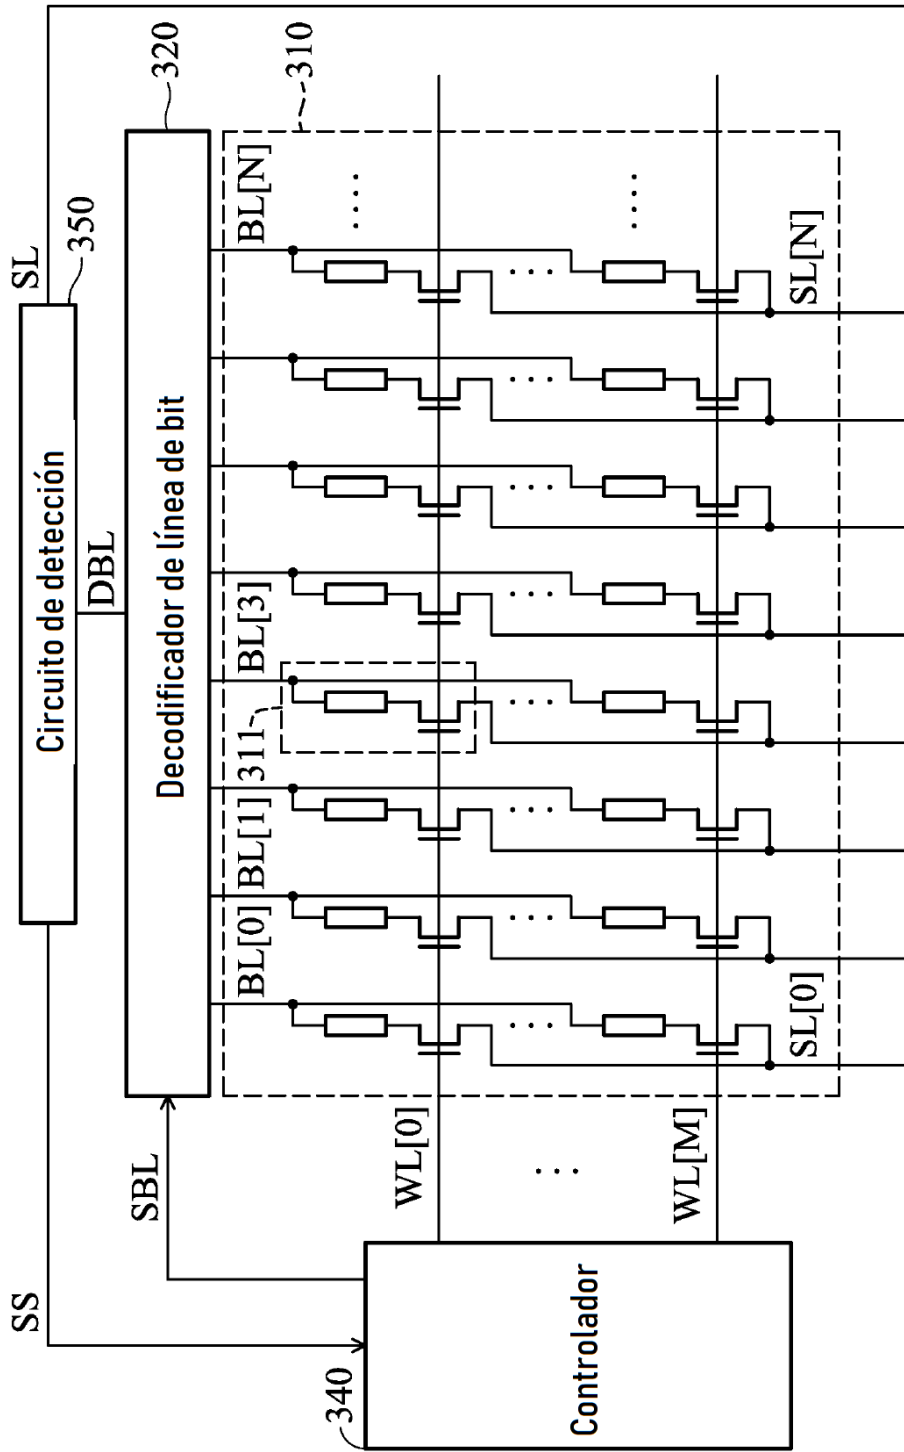 SS
SL
Circuito de detección
350
DBL
320
Decodificador de línea de bit
SBL
310
BL[0]
BL[1]
311
BL[3]
BL[N]
340
Controlador
WL[0]
. . .
WL[M]
SL[0]
SL[N]